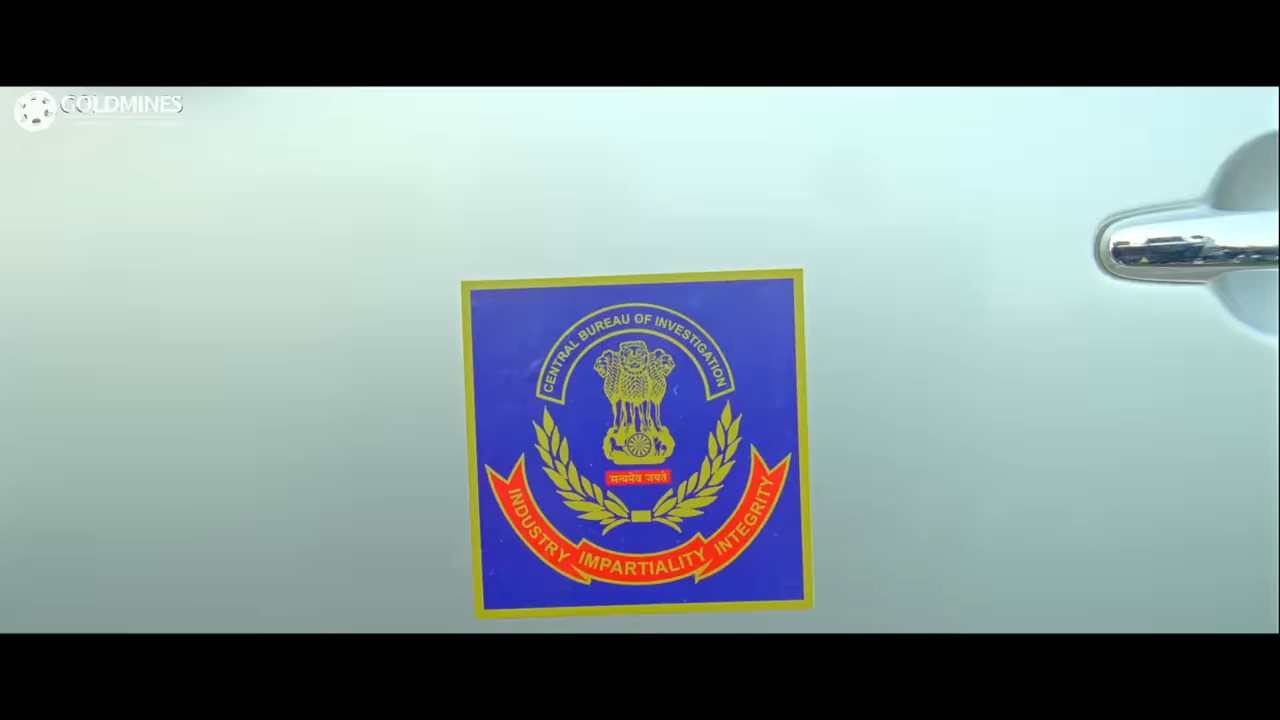 GOLDMINES
CENTRAL BUREAU OF INVESTIGATION
सत्यमेव जयते
INDUSTRY IMPARTIALITY INTEGRITY